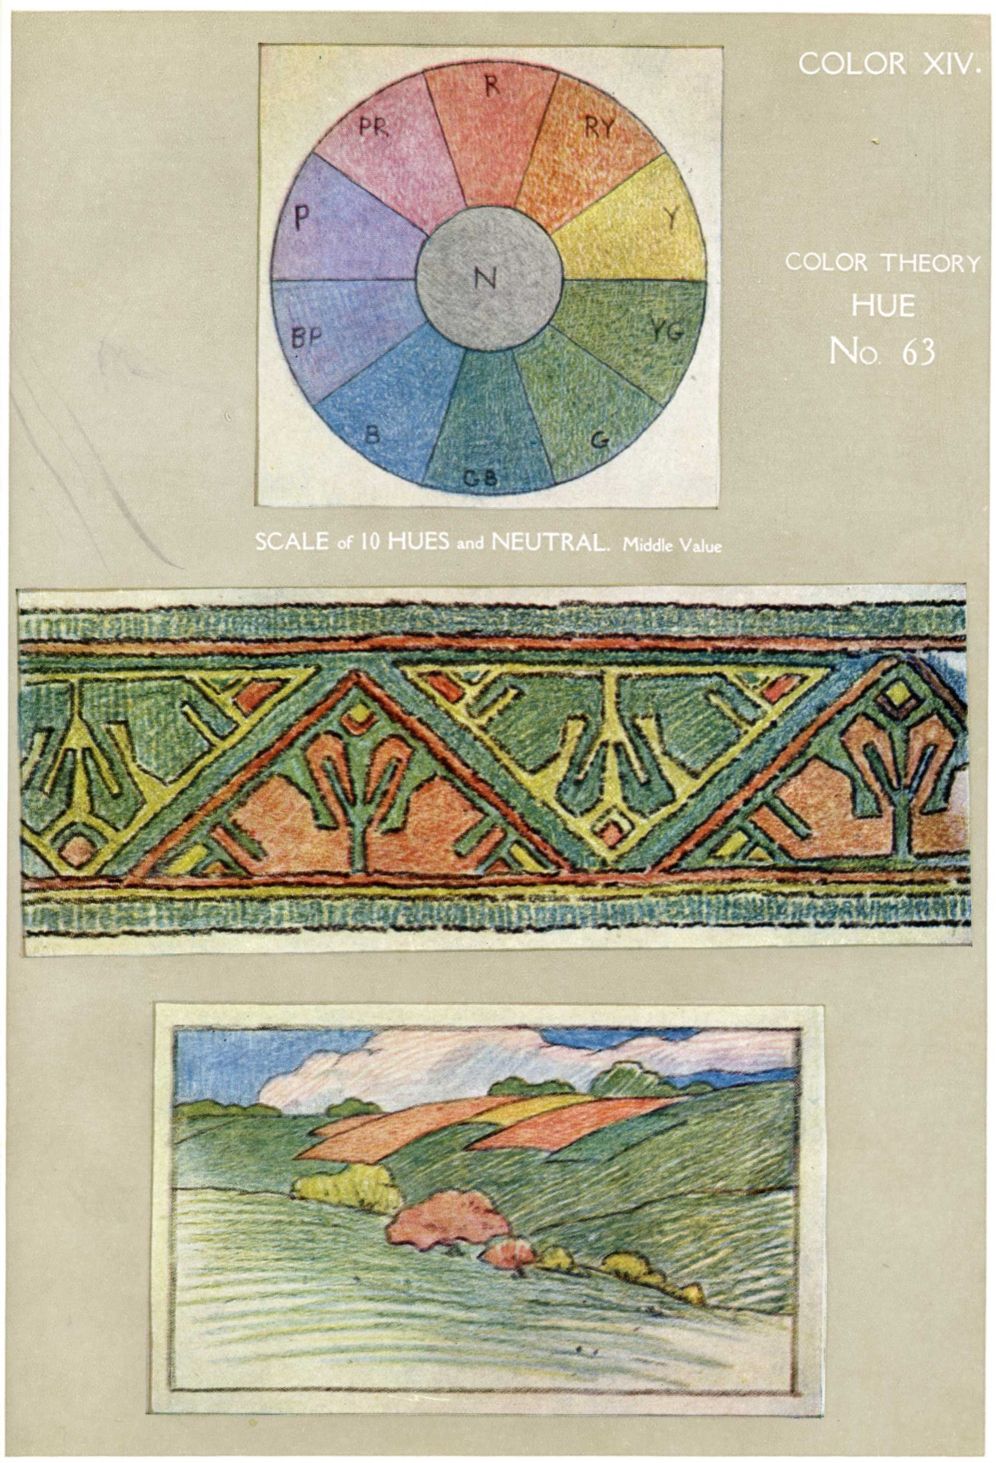 COLOR XIV.
R
PR
RY
P
Y
N
BP
YG
B
G
GB
COLOR THEORY
HUE
No. 63
SCALE of 10 HUES and NEUTRAL. Middle Value